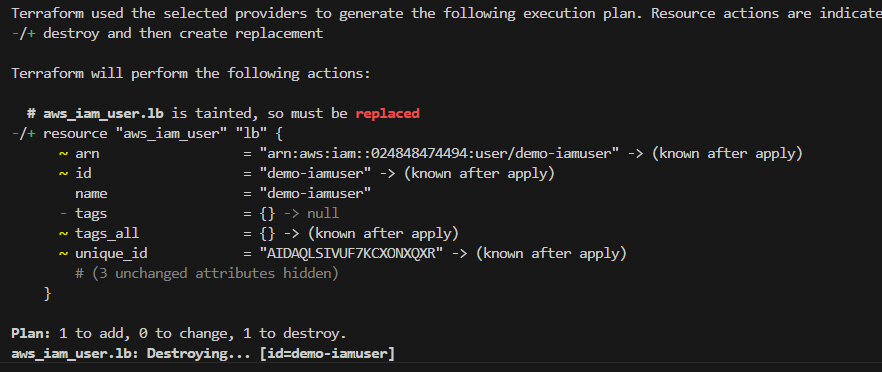 Terraform used the selected providers to generate the following execution plan. Resource actions are indicate
-/+ destroy and then create replacement
Terraform will perform the following actions:
# aws_iam_user.lb is tainted, so must be replaced
-/+ resource "aws_iam_user" "lb" {
~ arn = "arn:aws:iam::024848474494:user/demo-iamuser" -> (known after apply)
~ id = "demo-iamuser" -> (known after apply)
name = "demo-iamuser"
- tags = {} -> null
~ tags_all = {} -> (known after apply)
~ unique_id = "AIDAQLSIVUF7KCXONXQXR" -> (known after apply)
# (3 unchanged attributes hidden)
}
Plan: 1 to add, 0 to change, 1 to destroy.
aws_iam_user.lb: Destroying... [id=demo-iamuser]